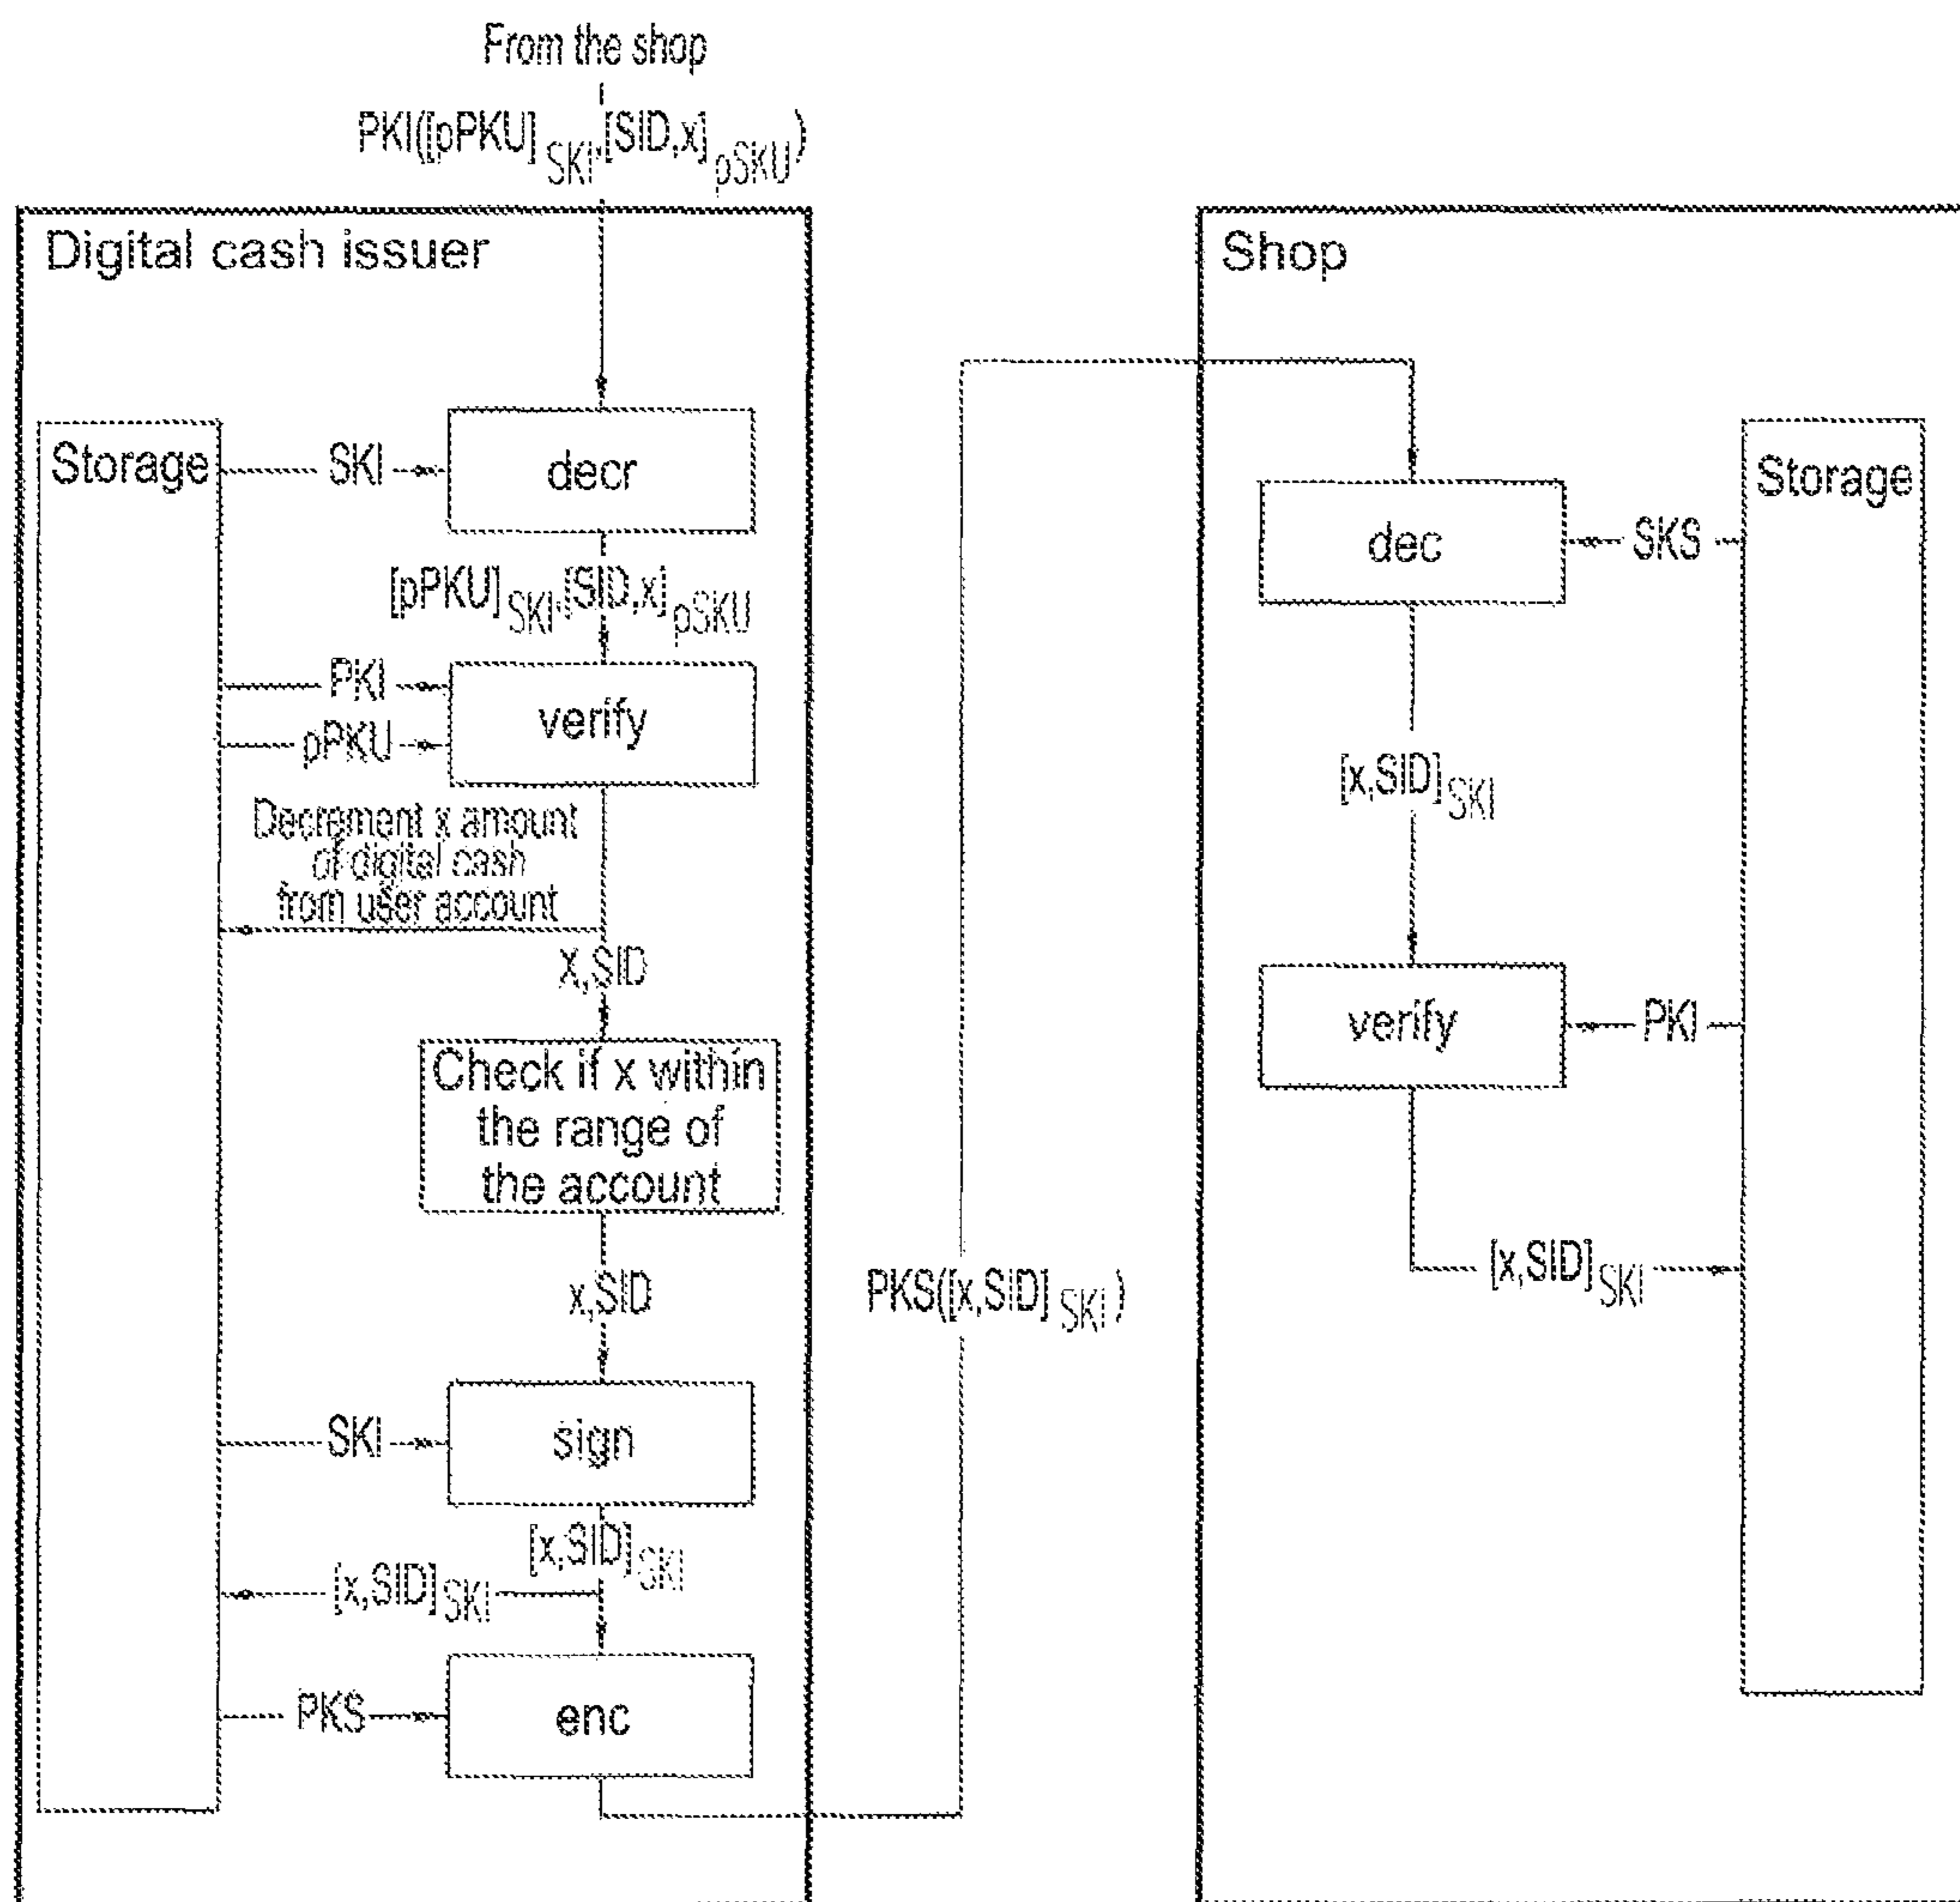 From the shop
PKI([pPKU]SKI,[SID,x]pSKU)
Digital cash issuer
Storage
SKI
decr
[pPKU]SKI,[SID,x]pSKU
PKI
pPKU
verify
Decrement x amount
of digital cash
from user account
X,SID
Check if x within
the range of
the account
x,SID
SKI
sign
[x,SID]SKI
[x,SID]SKI
PKS
enc
PKS([x,SID]SKI)
Shop
Storage
dec
SKS
[x,SID]SKI
verify
PKI
[x,SID]SKI